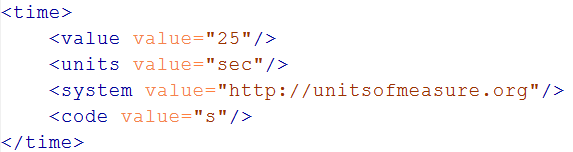 <time>
    <value value="25"/>
    <units value="sec"/>
    <system value="http://unitsofmeasure.org"/>
    <code value="s"/>
</time>